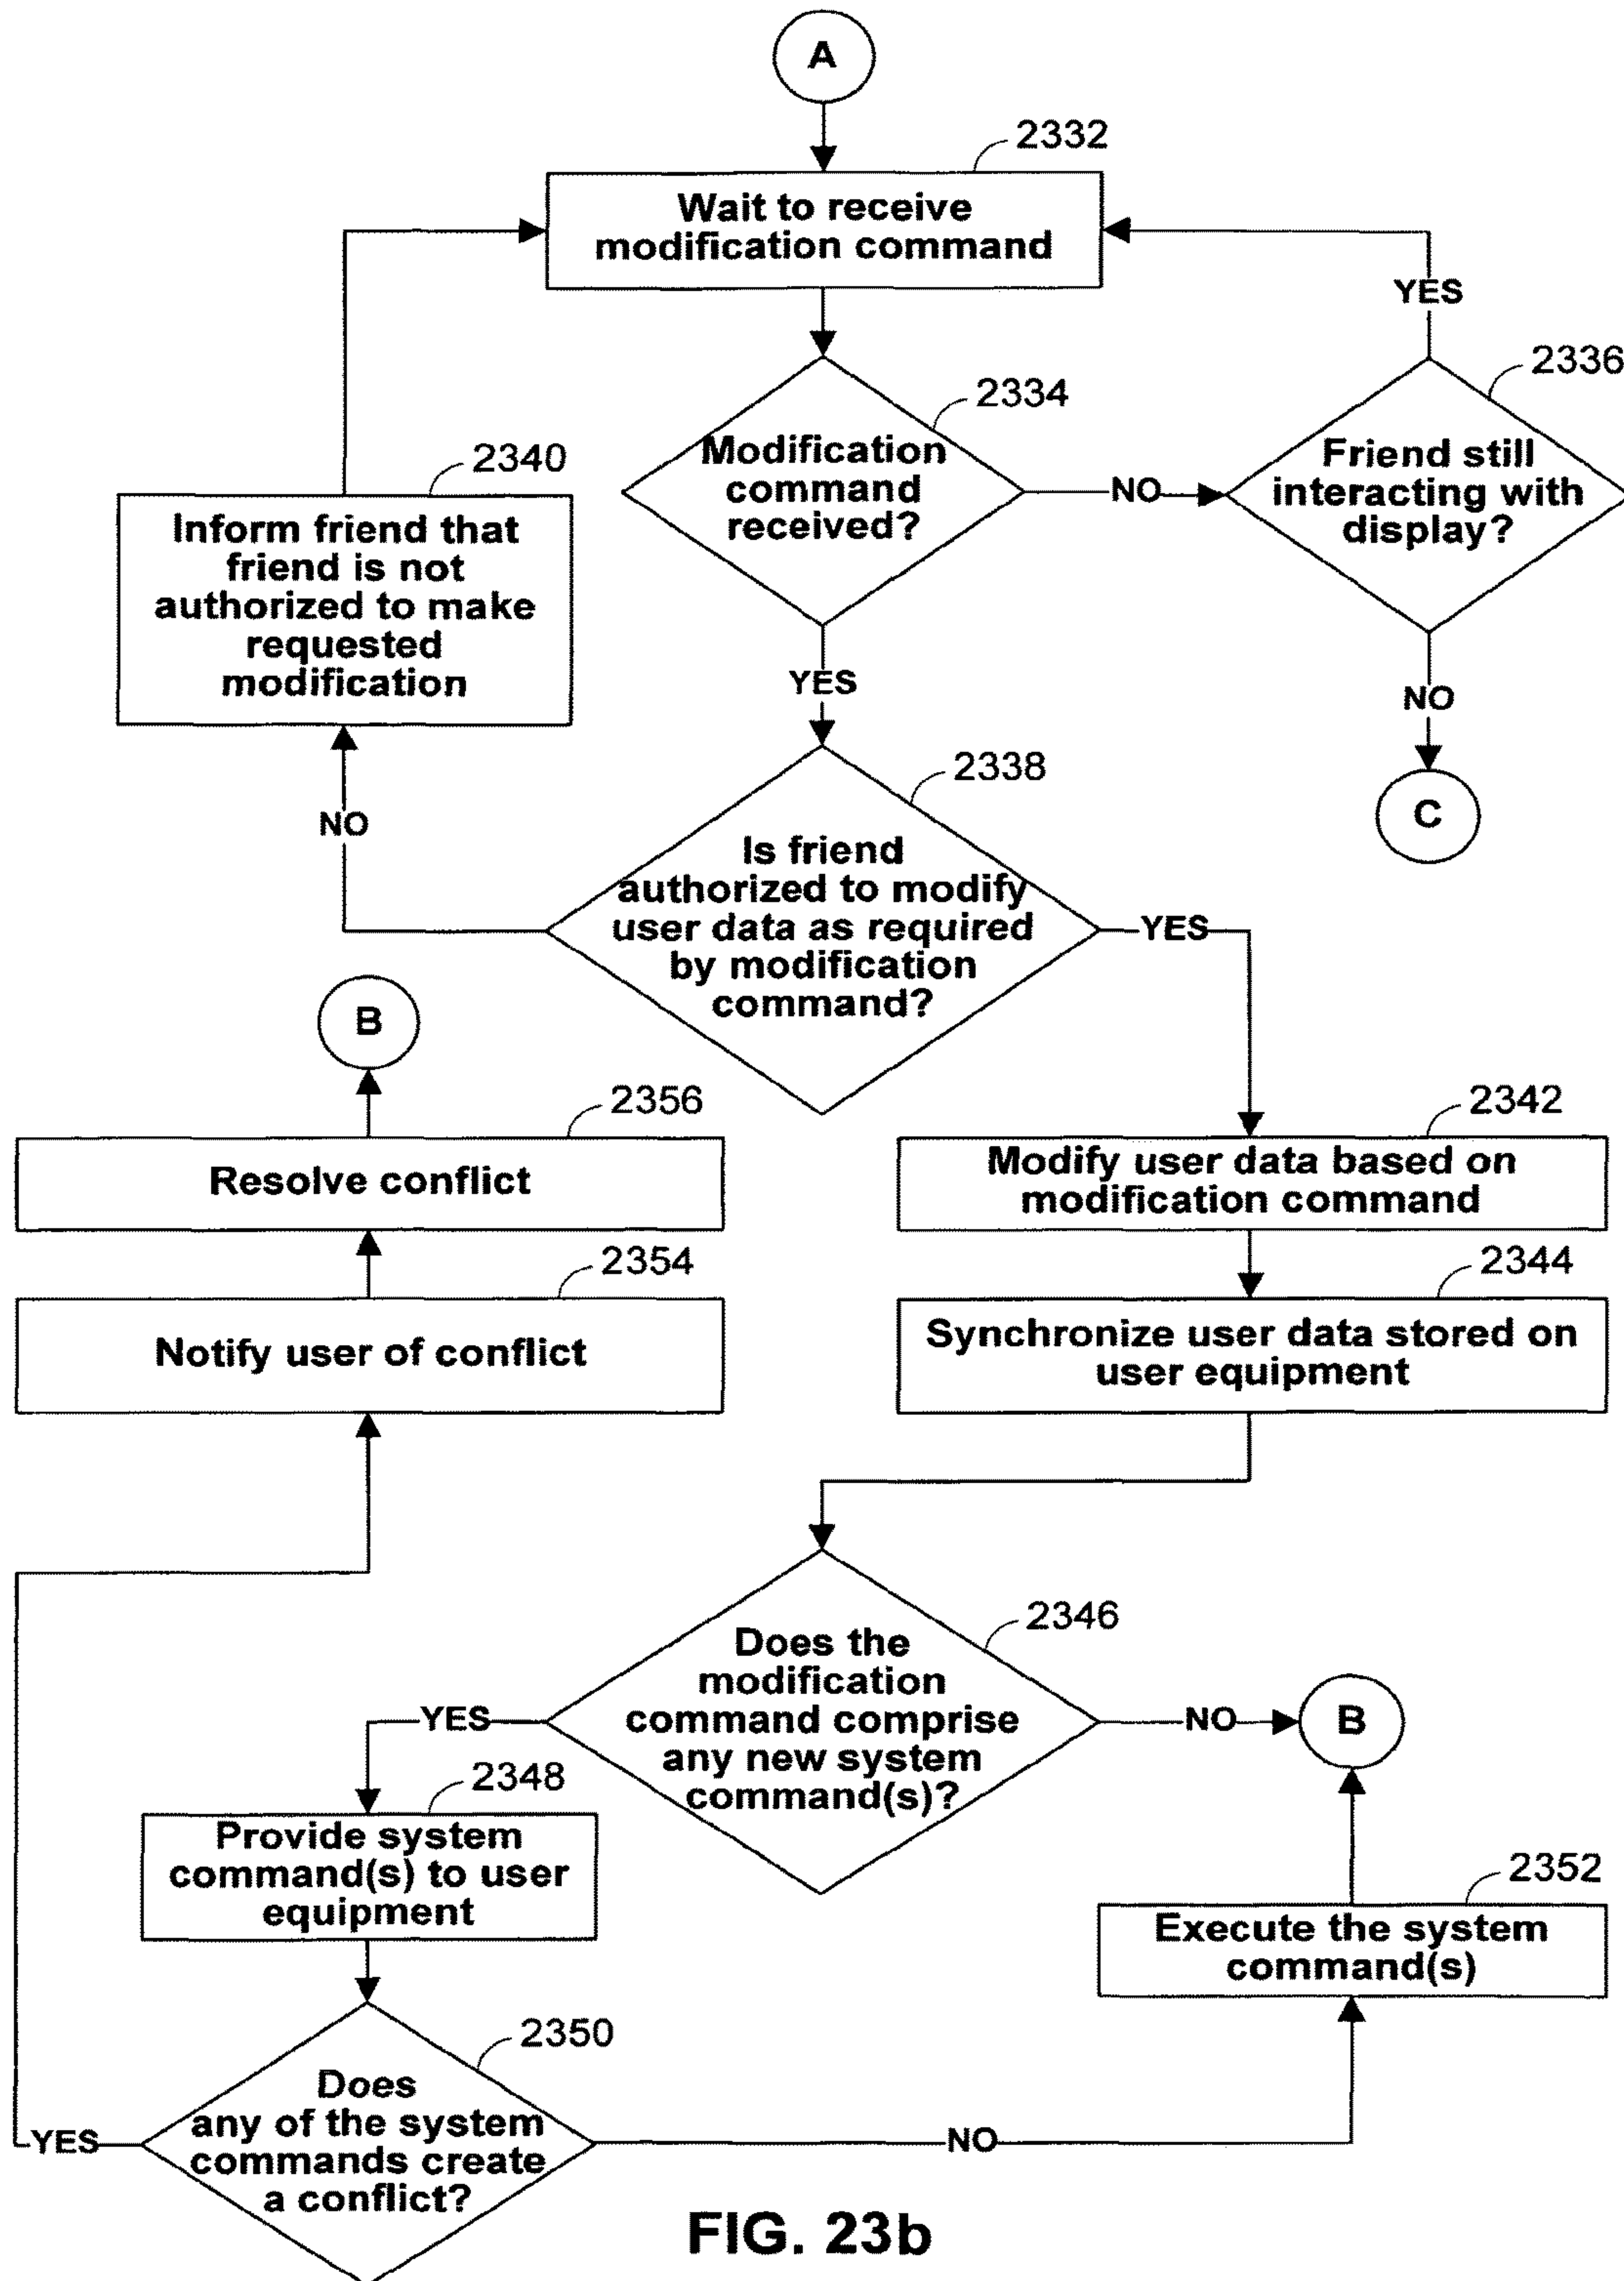 A
2332
Wait to receive
modification command
YES
2336
2334
Modification
command
received?
NO
Friend still
interacting with
display?
2340
Inform friend that
friend is not
authorized to make
requested
modification
YES
NO
C
2338
NO
Is friend
authorized to modify
user data as required
by modification
command?
YES
B
2356
Resolve conflict
2342
Modify user data based on
modification command
2354
Notify user of conflict
2344
Synchronize user data stored on
user equipment
2346
Does the
modification
command comprise
any new system
command(s)?
YES
NO
B
2348
Provide system
command(s) to user
equipment
2352
Execute the system
command(s)
2350
Does
any of the system
commands create
a conflict?
YES
NO
FIG. 23b